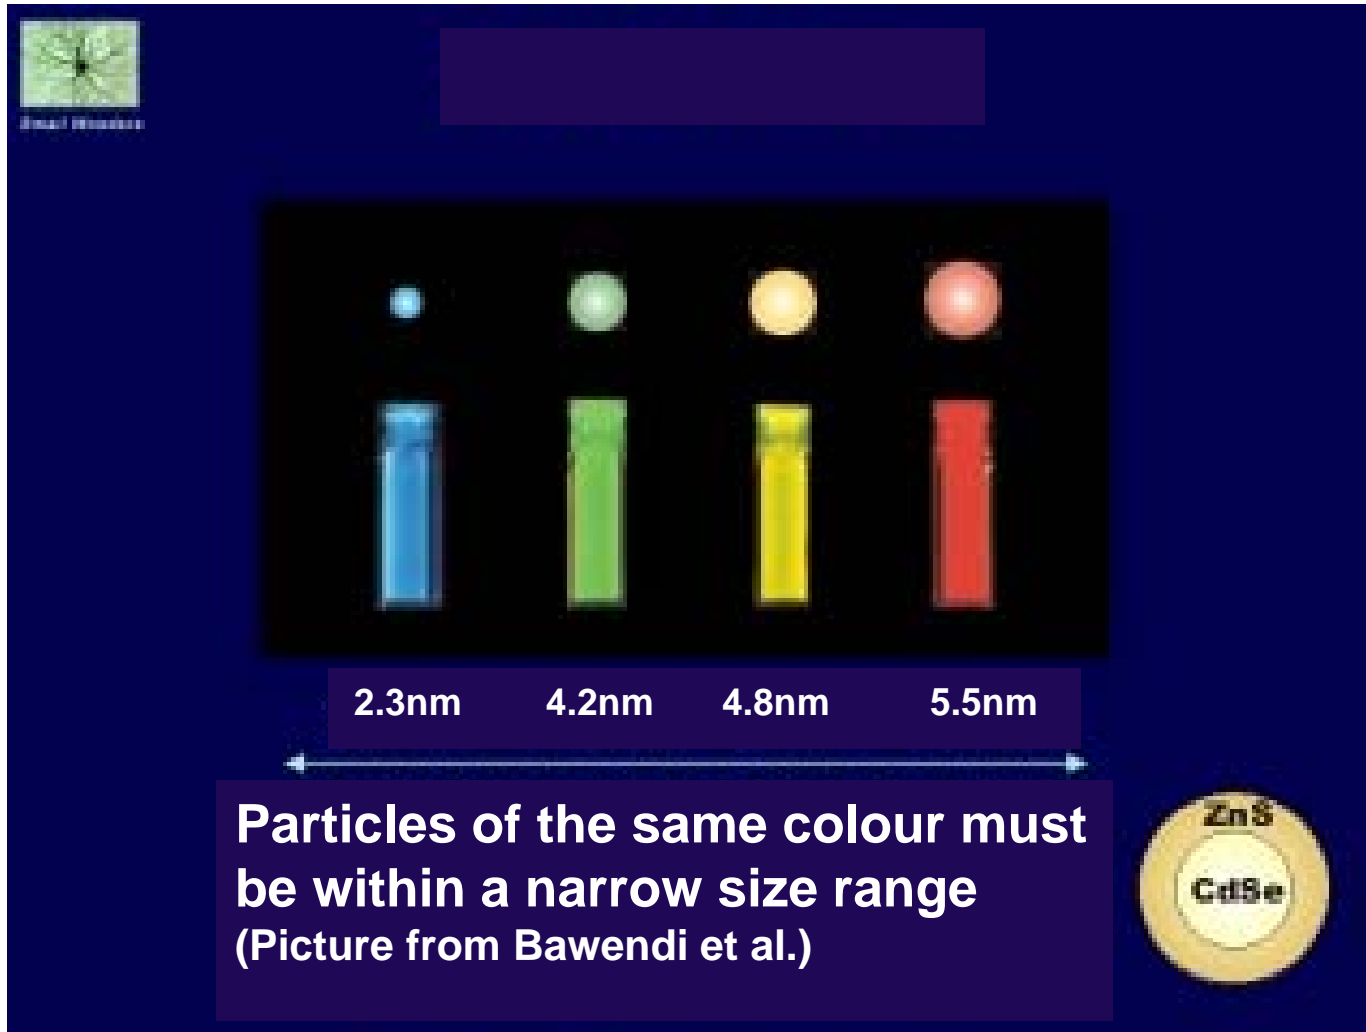 2.3nm 4.2nm 4.8nm 5.5nm
Particles of the same colour must
be within a narrow size range
(Picture from Bawendi et al.)
ZnS
CdSe